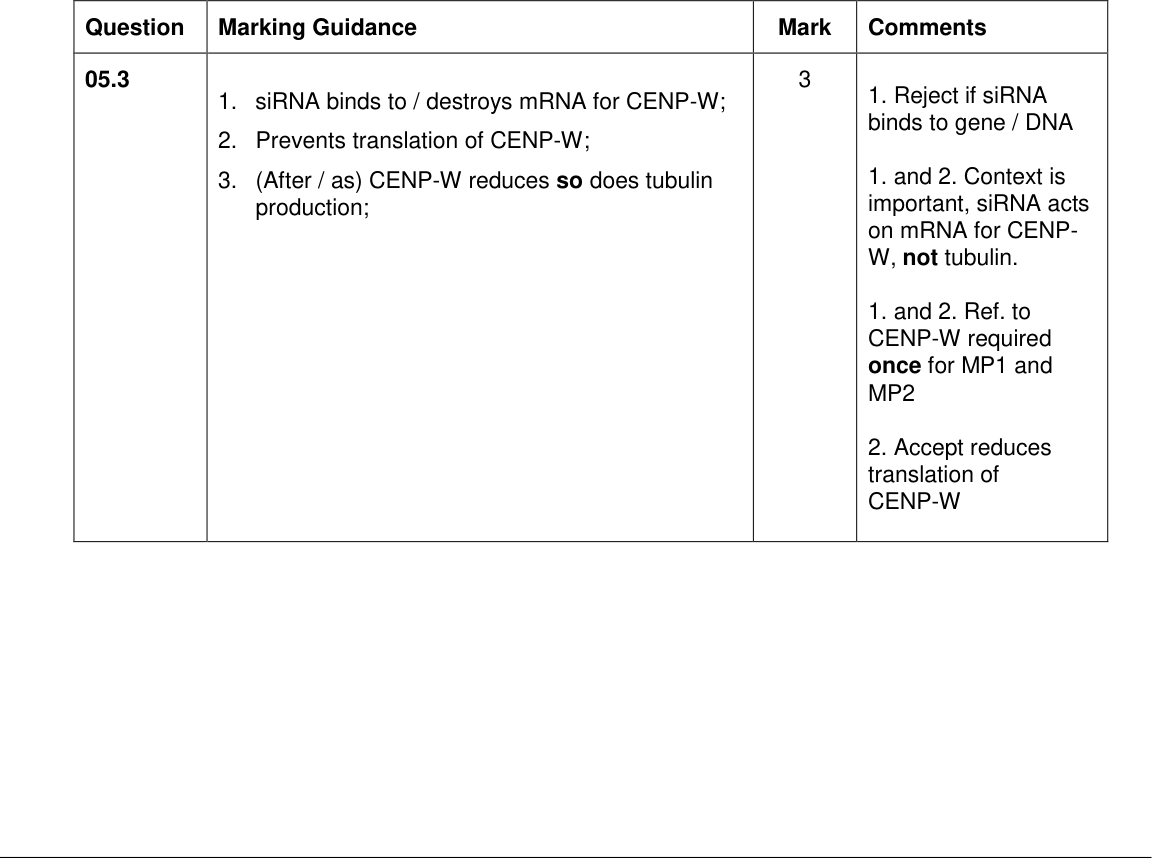 Question Marking Guidance Mark Comments
05.3
1. siRNA binds to / destroys mRNA for CENP-W;
2. Prevents translation of CENP-W;
3. (After / as) CENP-W reduces so does tubulin
production;
3
1. Reject if siRNA
binds to gene / DNA
1. and 2. Context is
important, siRNA acts
on mRNA for CENP-
W, not tubulin.
1. and 2. Ref. to
CENP-W required
once for MP1 and
MP2
2. Accept reduces
translation of
CENP-W